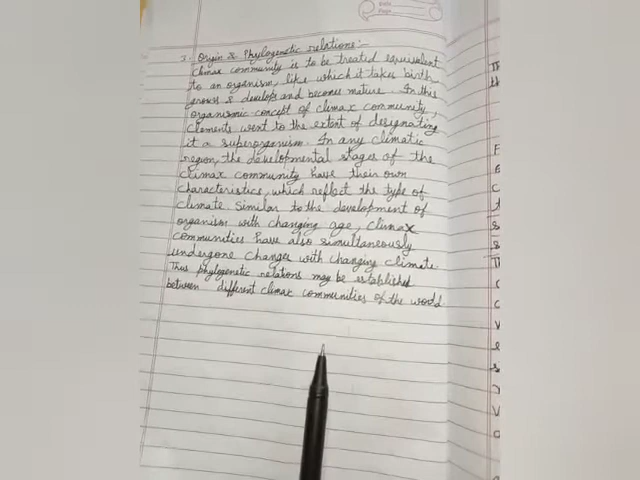 Date
Page
3. Origin & Phylogenetic relations:-
Climax community is to be treated equivalent
to an organism, like which it takes birth
grows & develops and becomes mature. In this
organismic concept of climax community,
Clements went to the extent of designating
it a superorganism. In any climatic
region, the developmental stages of the
climax community have their own
characteristics, which reflect the type of
climate. Similar to the development of
organism with changing age, climax
communities have also simultaneously
undergone changes with changing climate
Thus phylogenetic relations may be established
between different climax communities of the world